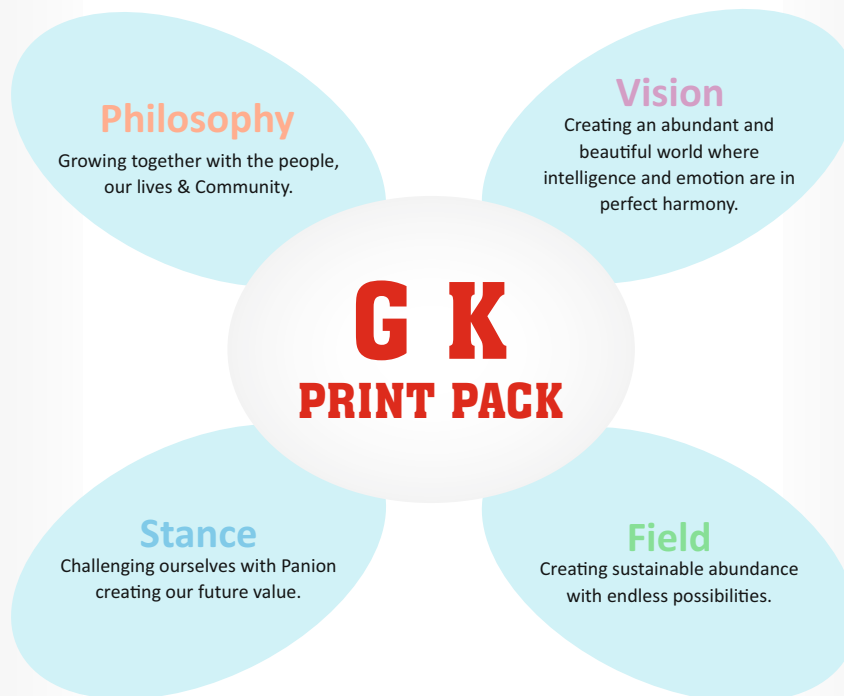 Philosophy
Growing together with the people,
our lives & Community.
Vision
Creating an abundant and
beautiful world where
intelligence and emotion are in
perfect harmony.
G K
PRINT PACK
Stance
Challenging ourselves with Panion
creating our future value.
Field
Creating sustainable abundance
with endless possibilities.